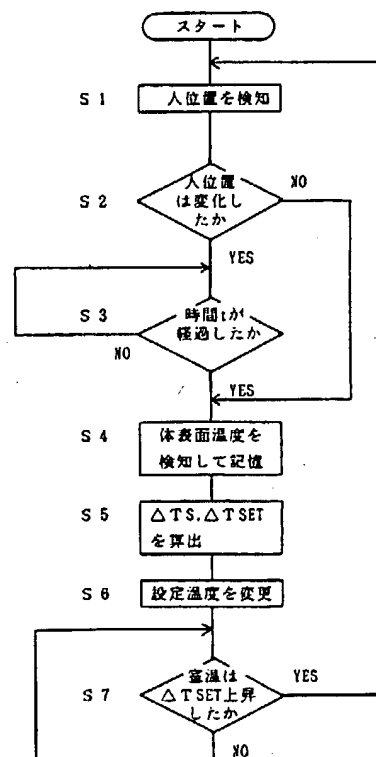 スタート
S 1
人位置を検知
人位置
は変化し
たか
NO
S 2
YES
S 3
時間tが
経過したか
NO
YES
S 4
体表面温度を
検知して記憶
S 5
△TS,△TSET
を算出
S 6
設定温度を変更
室温は
△TSET上昇
したか
YES
S 7
NO